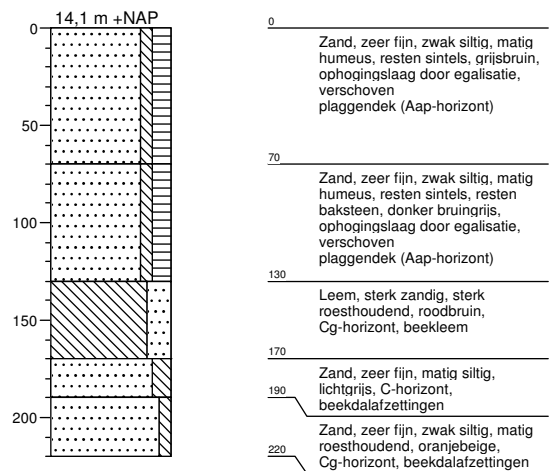 14,1 m +NAP
0
50
100
150
200
0
Zand, zeer fijn, zwak siltig, matig
humeus, resten sintels, grijsbruin,
ophogingslaag door egalisatie,
verschoven
plaggendek (Aap-horizont)
70
Zand, zeer fijn, zwak siltig, matig
humeus, resten sintels, resten
baksteen, donker bruingrijs,
ophogingslaag door egalisatie,
verschoven
plaggendek (Aap-horizont)
130
Leem, sterk zandig, sterk
roesthoudend, roodbruin,
Cg-horizont, beekleem
170
Zand, zeer fijn, matig siltig,
lichtgrijs, C-horizont,
beekdalafzettingen
190
Zand, zeer fijn, zwak siltig, matig
roesthoudend, oranjebeige,
Cg-horizont, beekdalafzettingen
220